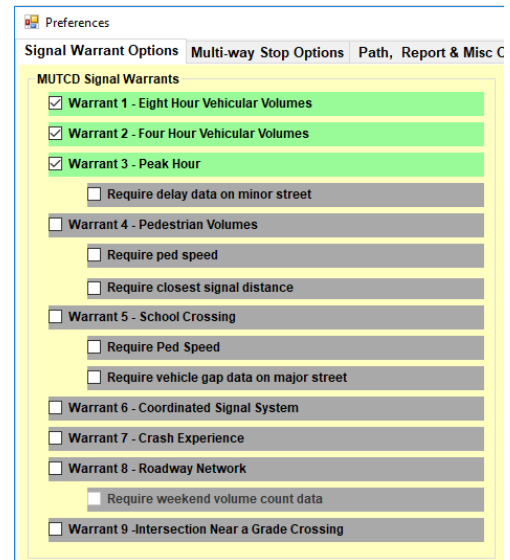 Preferences
Signal Warrant Options Multi-way Stop Options Path, Report & Misc
MUTCD Signal Warrants
Warrant 1 - Eight Hour Vehicular Volumes
Warrant 2 - Four Hour Vehicular Volumes
Warrant 3 - Peak Hour
Require delay data on minor street
Warrant 4 - Pedestrian Volumes
Require ped speed
Require closest signal distance
Warrant 5 - School Crossing
Require Ped Speed
Require vehicle gap data on major street
Warrant 6 - Coordinated Signal System
Warrant 7 - Crash Experience
Warrant 8 - Roadway Network
Require weekend volume count data
Warrant 9 -Intersection Near a Grade Crossing